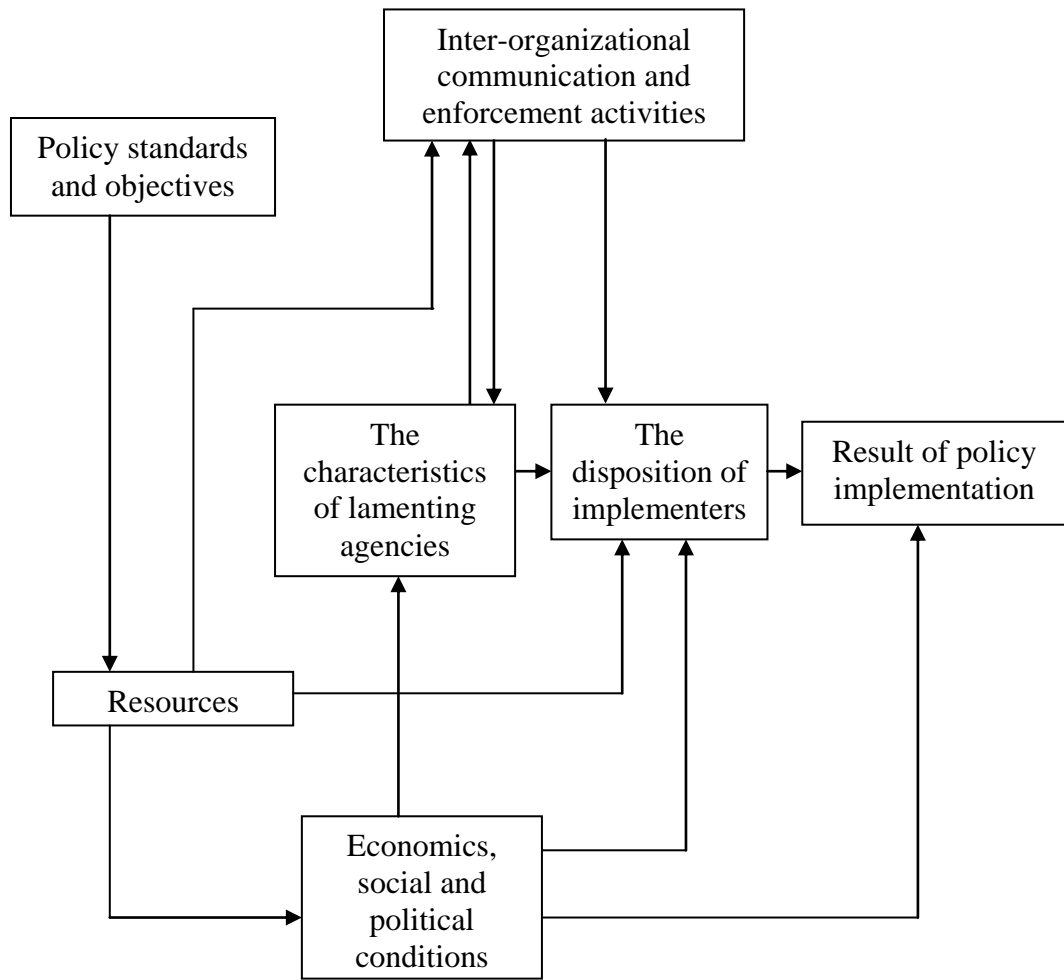 Inter-organizational
communication and
enforcement activities
Policy standards
and objectives
The
characteristics
of lamenting
agencies
The
disposition of
implementers
Result of policy
implementation
Resources
Economics,
social and
political
conditions